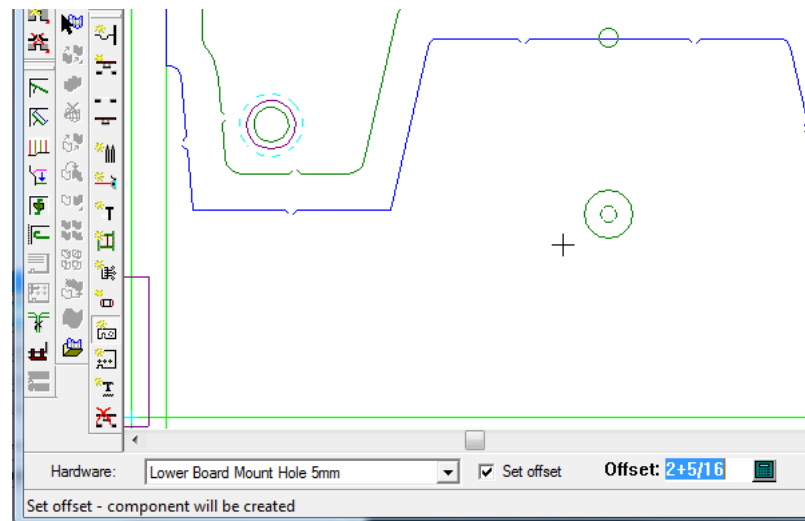 Hardware: Lower Board Mount Hole 5mm Set offset Offset: 2+5/16
Set offset - component will be created